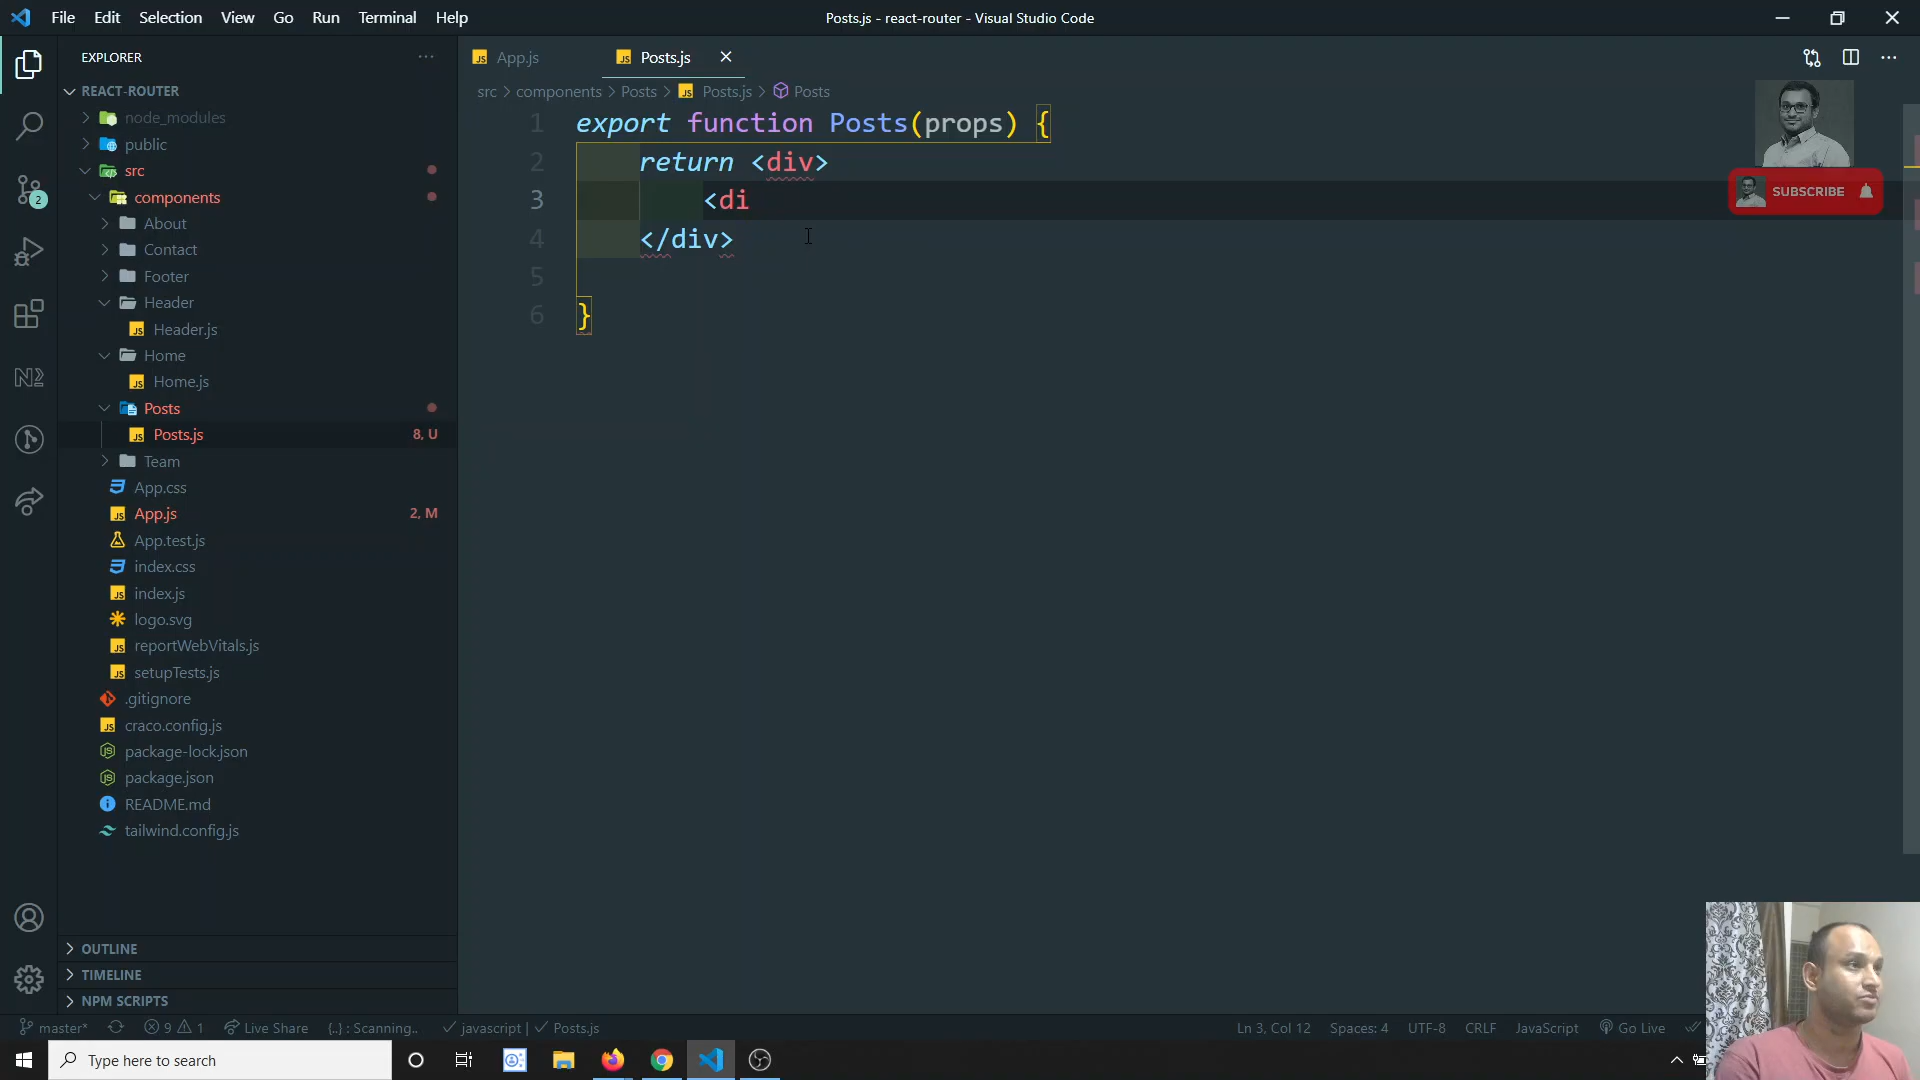 File Edit Selection View Go Run Terminal Help
Posts.js - react-router - Visual Studio Code
EXPLORER
REACT-ROUTER
node_modules
public
src
components
About
Contact
Footer
Header
Header.js
Home
Home.js
Posts
Posts.js 8, U
Team
App.css
App.js 2, M
App.test.js
index.css
index.js
logo.svg
reportWebVitals.js
setupTests.js
.gitignore
craco.config.js
package-lock.json
package.json
README.md
tailwind.config.js
OUTLINE
TIMELINE
NPM SCRIPTS
2
App.js Posts.js
src > components > Posts > Posts.js > Posts
1 export function Posts(props) {
2 return <div>
3 <di
4 </div>
5
6 }
SUBSCRIBE
master* 9 1 Live Share {..} : Scanning.. javascript | Posts.js
Ln 3, Col 12 Spaces: 4 UTF-8 CRLF JavaScript Go Live
Type here to search